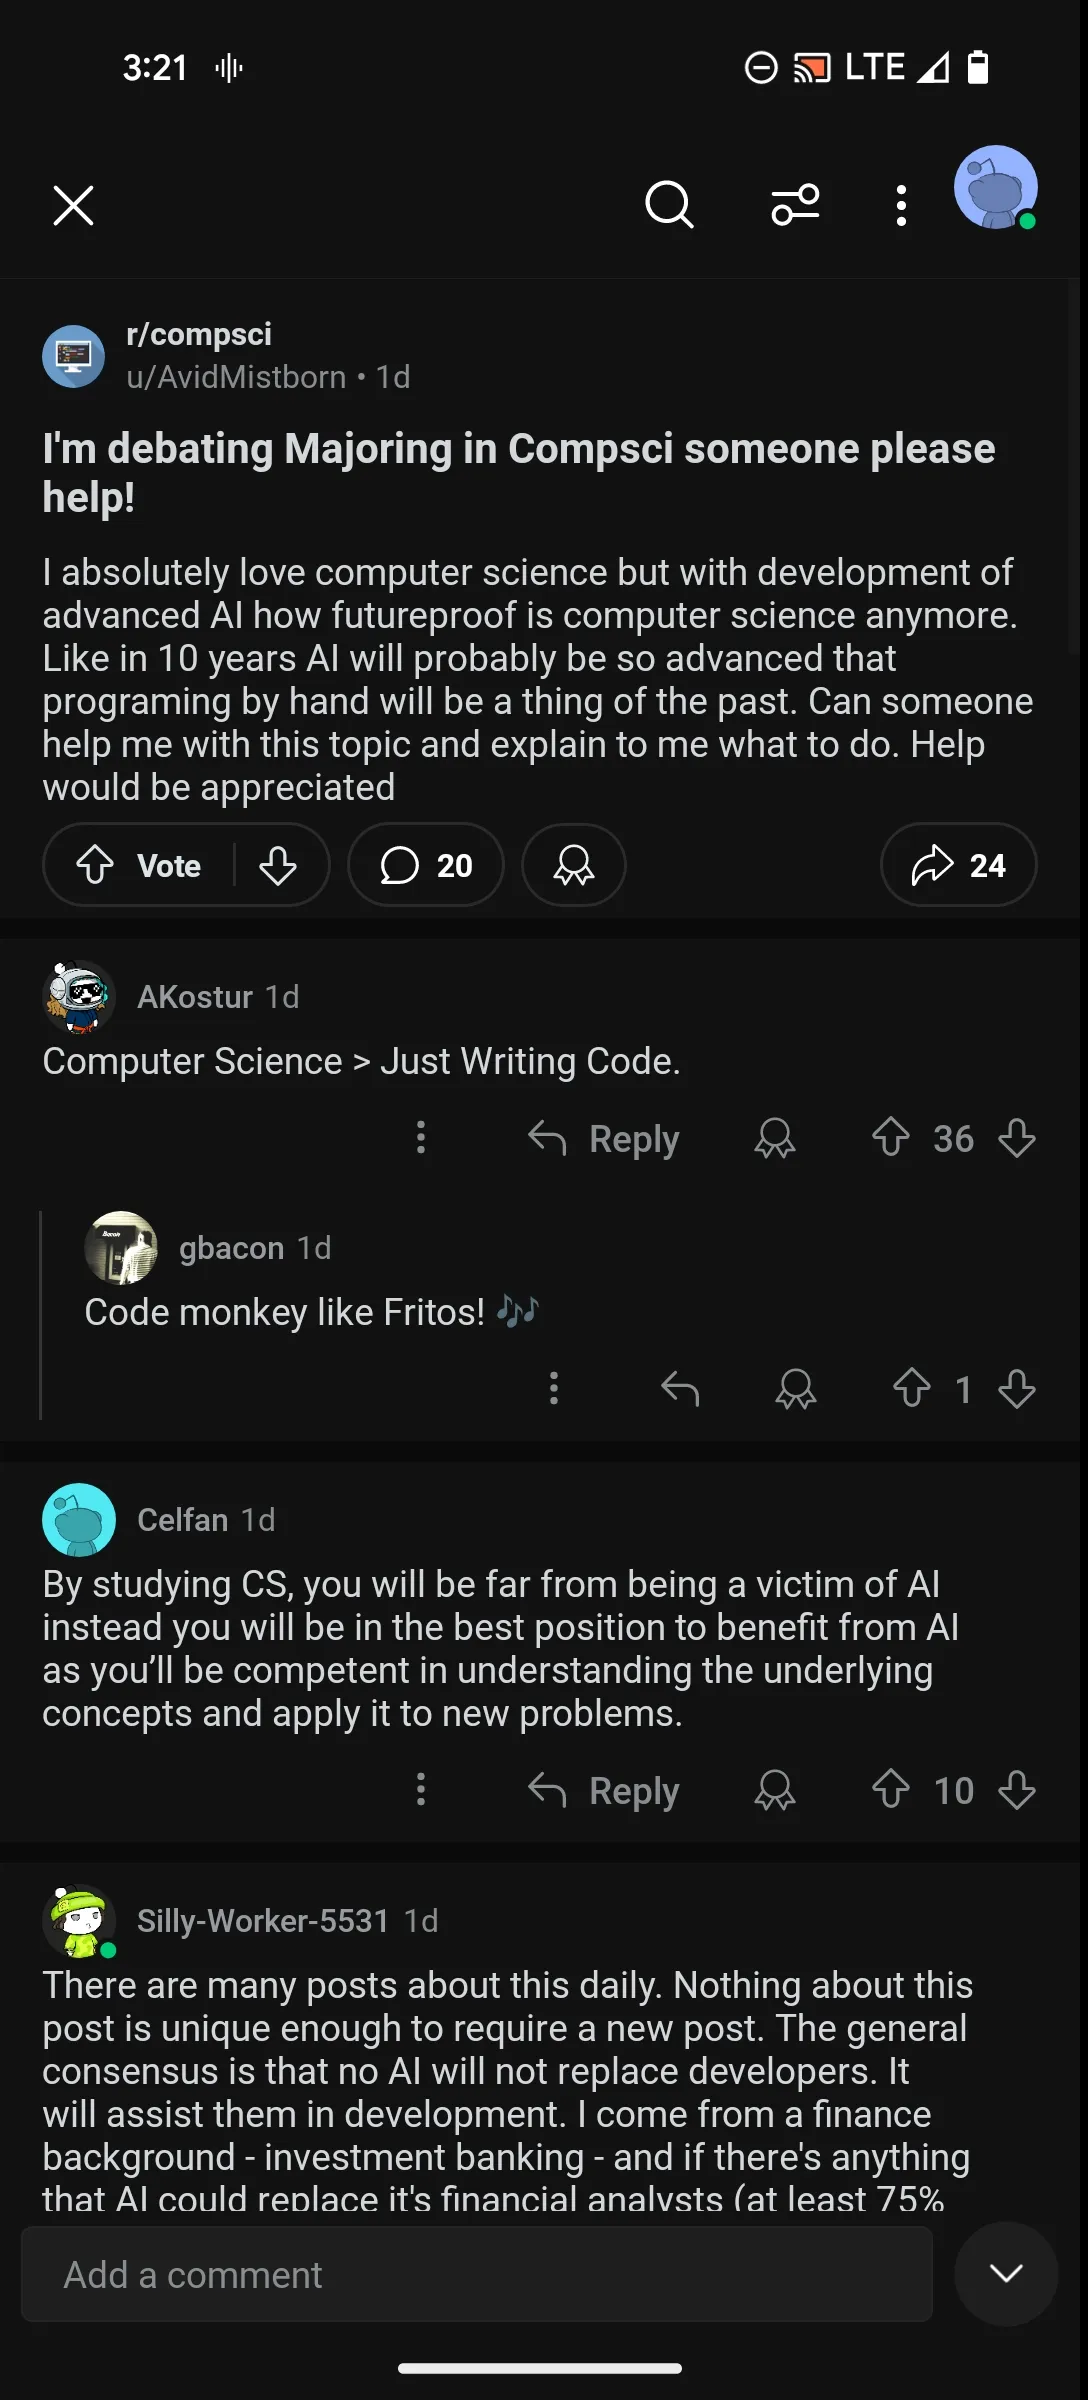 3:21
LTE
r/compsci
u/AvidMistborn • 1d
I'm debating Majoring in Compsci someone please
help!
I absolutely love computer science but with development of
advanced AI how futureproof is computer science anymore.
Like in 10 years AI will probably be so advanced that
programing by hand will be a thing of the past. Can someone
help me with this topic and explain to me what to do. Help
would be appreciated
Vote
20
24
AKostur 1d
Computer Science > Just Writing Code.
Reply
36
Bacon
gbacon 1d
Code monkey like Fritos! 🎶
1
Celfan 1d
By studying CS, you will be far from being a victim of AI
instead you will be in the best position to benefit from AI
as you’ll be competent in understanding the underlying
concepts and apply it to new problems.
Reply
10
Silly-Worker-5531 1d
There are many posts about this daily. Nothing about this
post is unique enough to require a new post. The general
consensus is that no AI will not replace developers. It
will assist them in development. I come from a finance
background - investment banking - and if there's anything
that AI could replace it's financial analysts (at least 75%
Add a comment